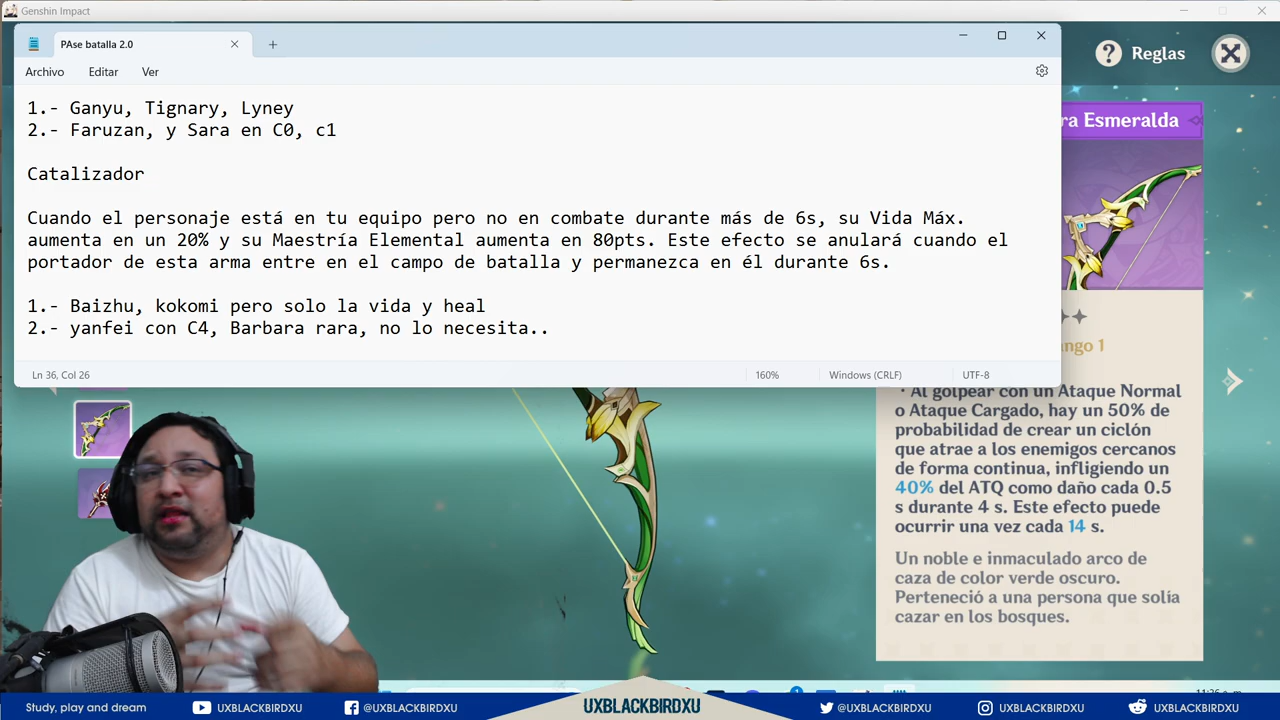 Genshin Impact
PAse batalla 2.0
Archivo Editar Ver
1.- Ganyu, Tignary, Lyney
2.- Faruzan, y Sara en C0, c1
Catalizador
Cuando el personaje está en tu equipo pero no en combate durante más de 6s, su Vida Máx.
aumenta en un 20% y su Maestría Elemental aumenta en 80pts. Este efecto se anulará cuando el
portador de esta arma entre en el campo de batalla y permanezca en él durante 6s.
1.- Baizhu, kokomi pero solo la vida y heal
2.- yanfei con C4, Barbara rara, no lo necesita..
Ln 36, Col 26 160% Windows (CRLF) UTF-8
Reglas
Esmeralda
1
· Al golpear con un Ataque Normal
o Ataque Cargado, hay un 50% de
probabilidad de crear un ciclón
que atrae a los enemigos cercanos
de forma continua, infligiendo un
40% del ATQ como daño cada 0.5
s durante 4 s. Este efecto puede
ocurrir una vez cada 14 s.
Un noble e inmaculado arco de
caza de color verde oscuro.
Perteneció a una persona que solía
cazar en los bosques.
Study, play and dream UXBLACKBIRDXU @UXBLACKBIRDXU UXBLACKBIRDXU @UXBLACKBIRDXU UXBLACKBIRDXU UXBLACKBIRDXU